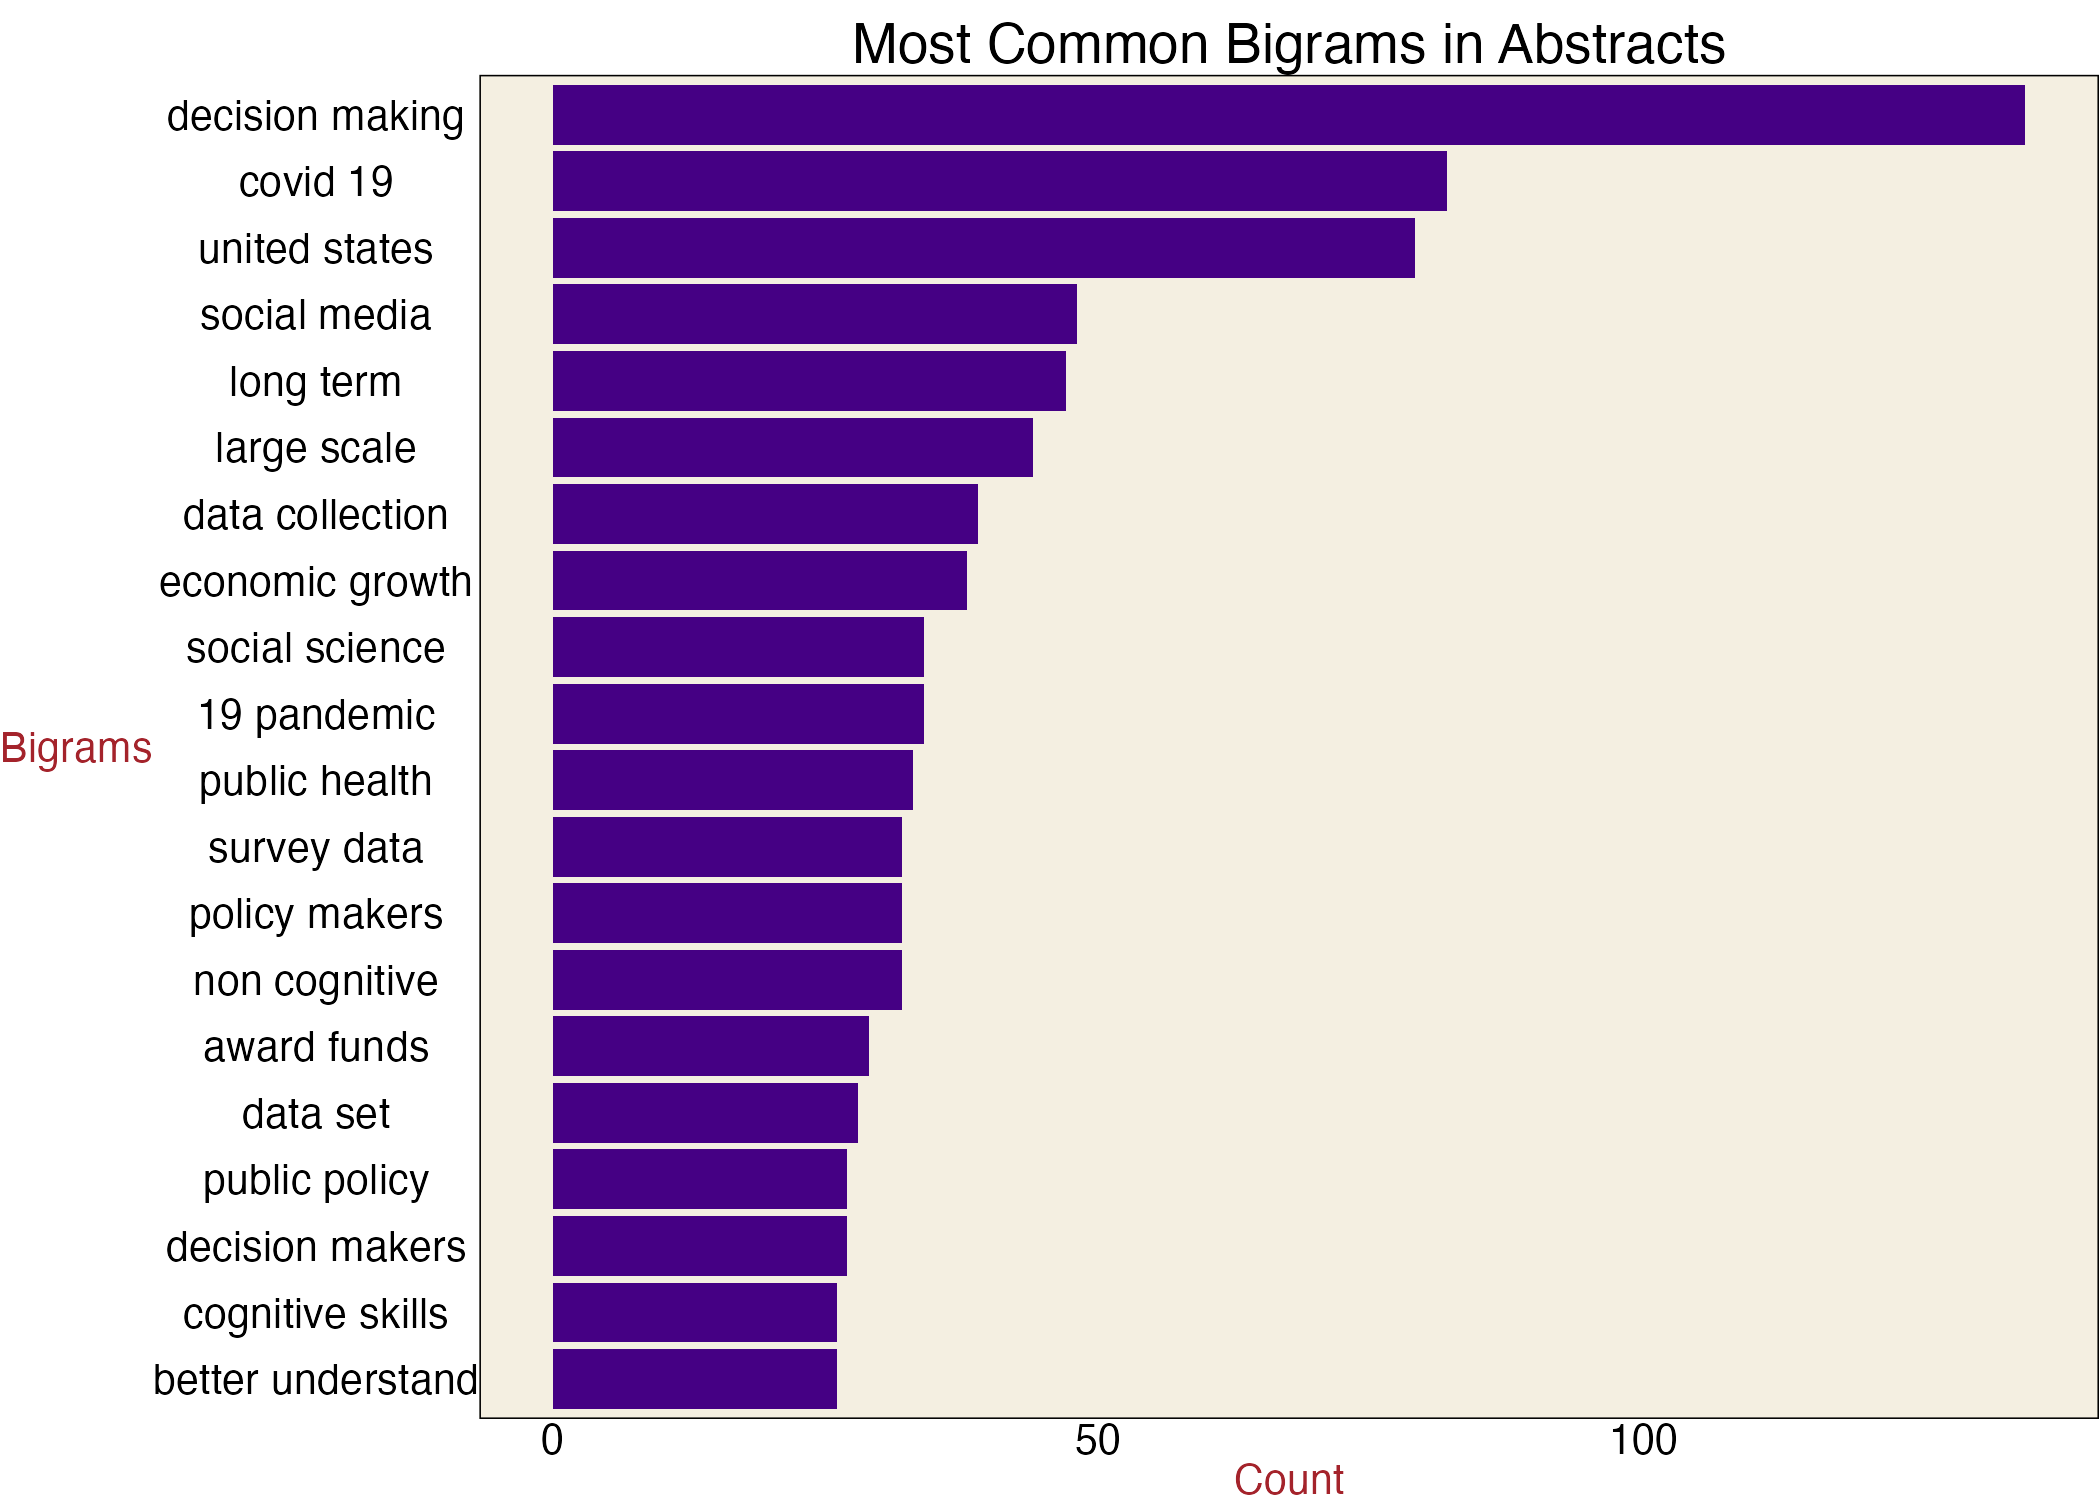 Most Common Bigrams in Abstracts
decision making
covid 19
united states
social media
long term
large scale
data collection
economic growth
social science
19 pandemic
Bigrams
public health
survey data
policy makers
non cognitive
award funds
data set
public policy
decision makers
cognitive skills
better understand
0 50 100
Count